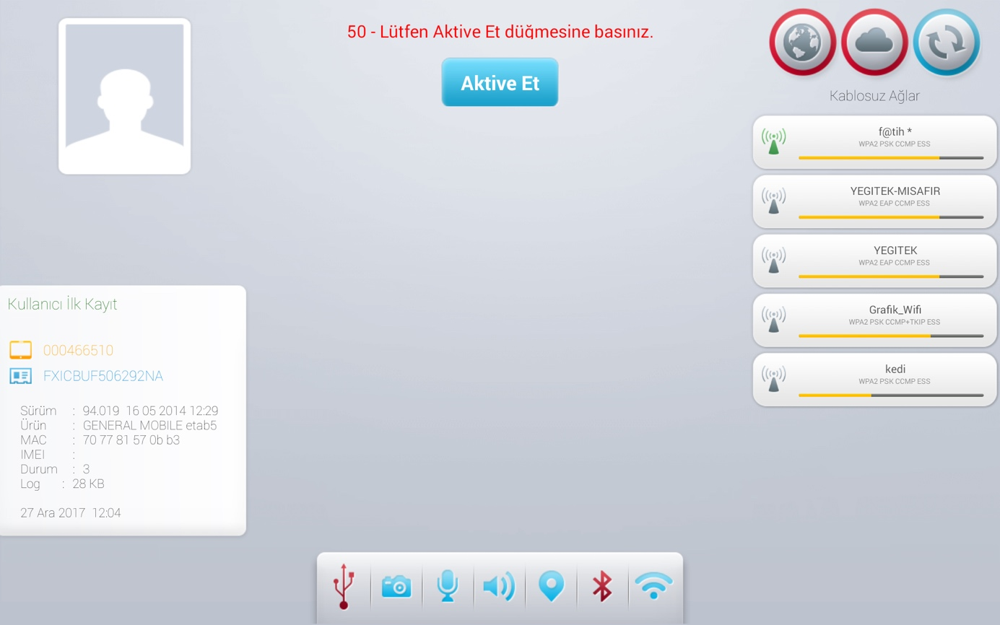 50 - Lütfen Aktive Et düğmesine basınız.
Aktive Et
Kablosuz Ağlar
f@tih *
WPA2 PSK CCMP ESS
YEGITEK-MISAFIR
WPA2 EAP CCMP ESS
YEGITEK
WPA2 EAP CCMP ESS
Grafik_Wifi
WPA2 PSK CCMP+TKIP ESS
kedi
WPA2 PSK CCMP ESS
Kullanıcı İlk Kayıt
000466510
FXICBUF506292NA
Sürüm : 94.019 16 05 2014 12:29
Ürün : GENERAL MOBILE etab5
MAC : 70 77 81 57 0b b3
IMEI :
Durum : 3
Log : 28 KB
27 Ara 2017 12:04